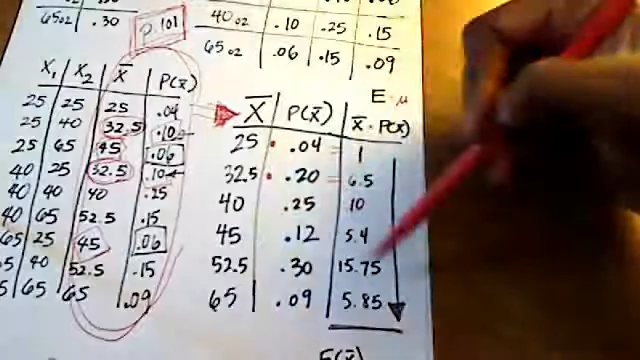 65oz .30
P.101
40oz .10 .25 .15
65oz .06 .15 .09
X₁ X₂ X̄ P(X̄)
25 25 25 .04
25 40 32.5 .10
25 65 45 .06
40 25 32.5 .10
40 40 40 .25
40 65 52.5 .15
65 25 45 .06
5 40 52.5 .15
5 65 65 .09
E μ
X̄ P(X̄) X̄·P(X)
25 • .04 = 1
32.5 • .20 = 6.5
40 .25 10
45 .12 5.4
52.5 .30 15.75
65 .09 5.85
E(X̄)